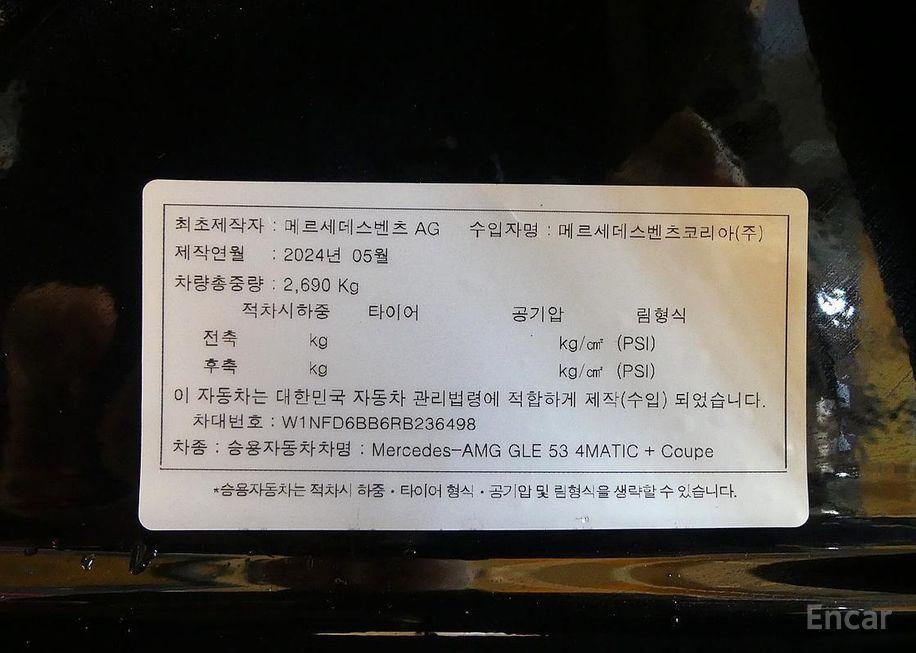 최초제작자 : 메르세데스벤츠 AG 수입자명 : 메르세데스벤츠코리아(주)
제작연월 : 2024년 05월
차량총중량 : 2,690 Kg
적차시하중 타이어 공기압 림형식
전축 kg kg/㎠ (PSI)
후축 kg kg/㎠ (PSI)
이 자동차는 대한민국 자동차 관리법령에 적합하게 제작(수입) 되었습니다.
차대번호 : W1NFD6BB6RB236498
차종 : 승용자동차차명 : Mercedes-AMG GLE 53 4MATIC + Coupe
*승용자동차는 적차시 하중·타이어 형식·공기압 및 림형식을 생략할 수 있습니다.
Encar